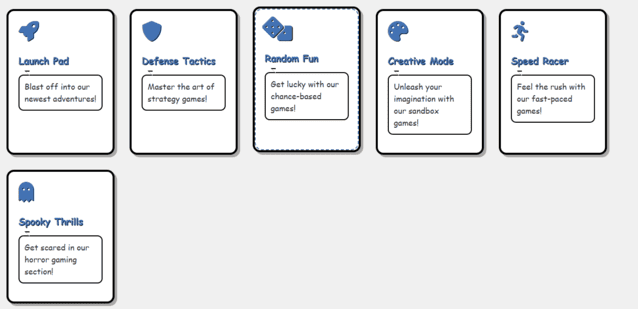 Launch Pad
Blast off into our
newest adventures!
Defense Tactics
Master the art of
strategy games!
Random Fun
Get lucky with our
chance-based
games!
Creative Mode
Unleash your
imagination with
our sandbox
games!
Speed Racer
Feel the rush with
our fast-paced
games!
Spooky Thrills
Get scared in our
horror gaming
section!